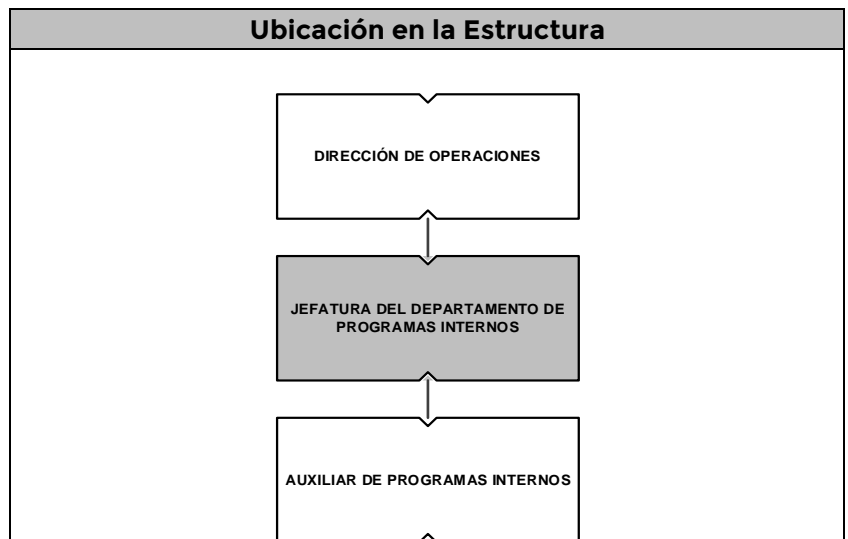 Ubicación en la Estructura
DIRECCIÓN DE OPERACIONES
JEFATURA DEL DEPARTAMENTO DE
PROGRAMAS INTERNOS
AUXILIAR DE PROGRAMAS INTERNOS